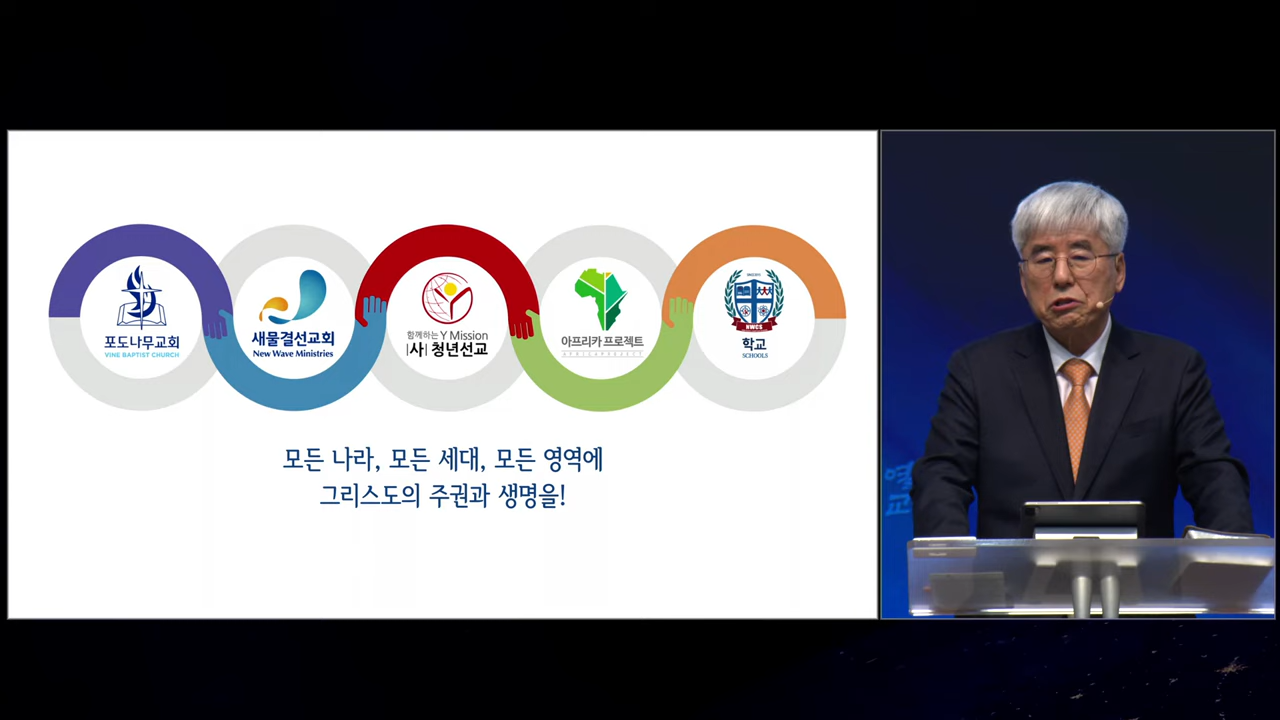 포도나무교회
VINE BAPTIST CHURCH
새물결선교회
New Wave Ministries
함께하는 Y Mission
|사| 청년선교
아프리카 프로젝트
NWCS
학교
SCHOOLS
모든 나라, 모든 세대, 모든 영역에
그리스도의 주권과 생명을!